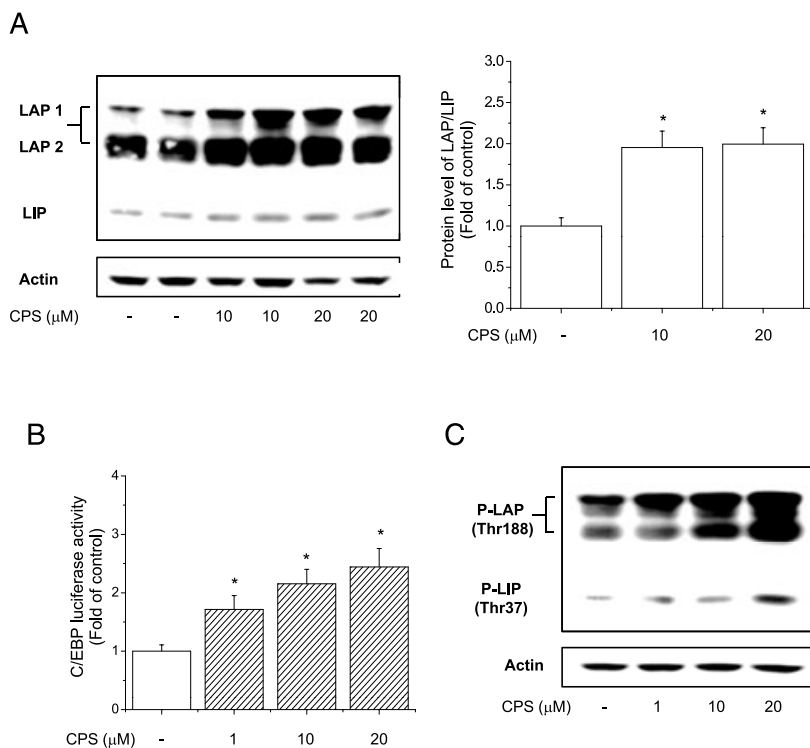 A
LAP 1
LAP 2
LIP
Actin
CPS (μM) - - 10 10 20 20
Protein level of LAP/LIP
(Fold of control)
3.0
2.5
2.0
1.5
1.0
0.5
0.0
* *
CPS (μM) - 10 20
B
C/EBP luciferase activity
(Fold of control)
4
3
2
1
0
* * *
CPS (μM) - 1 10 20
C
P-LAP
(Thr188)
P-LIP
(Thr37)
Actin
CPS (μM) - 1 10 20